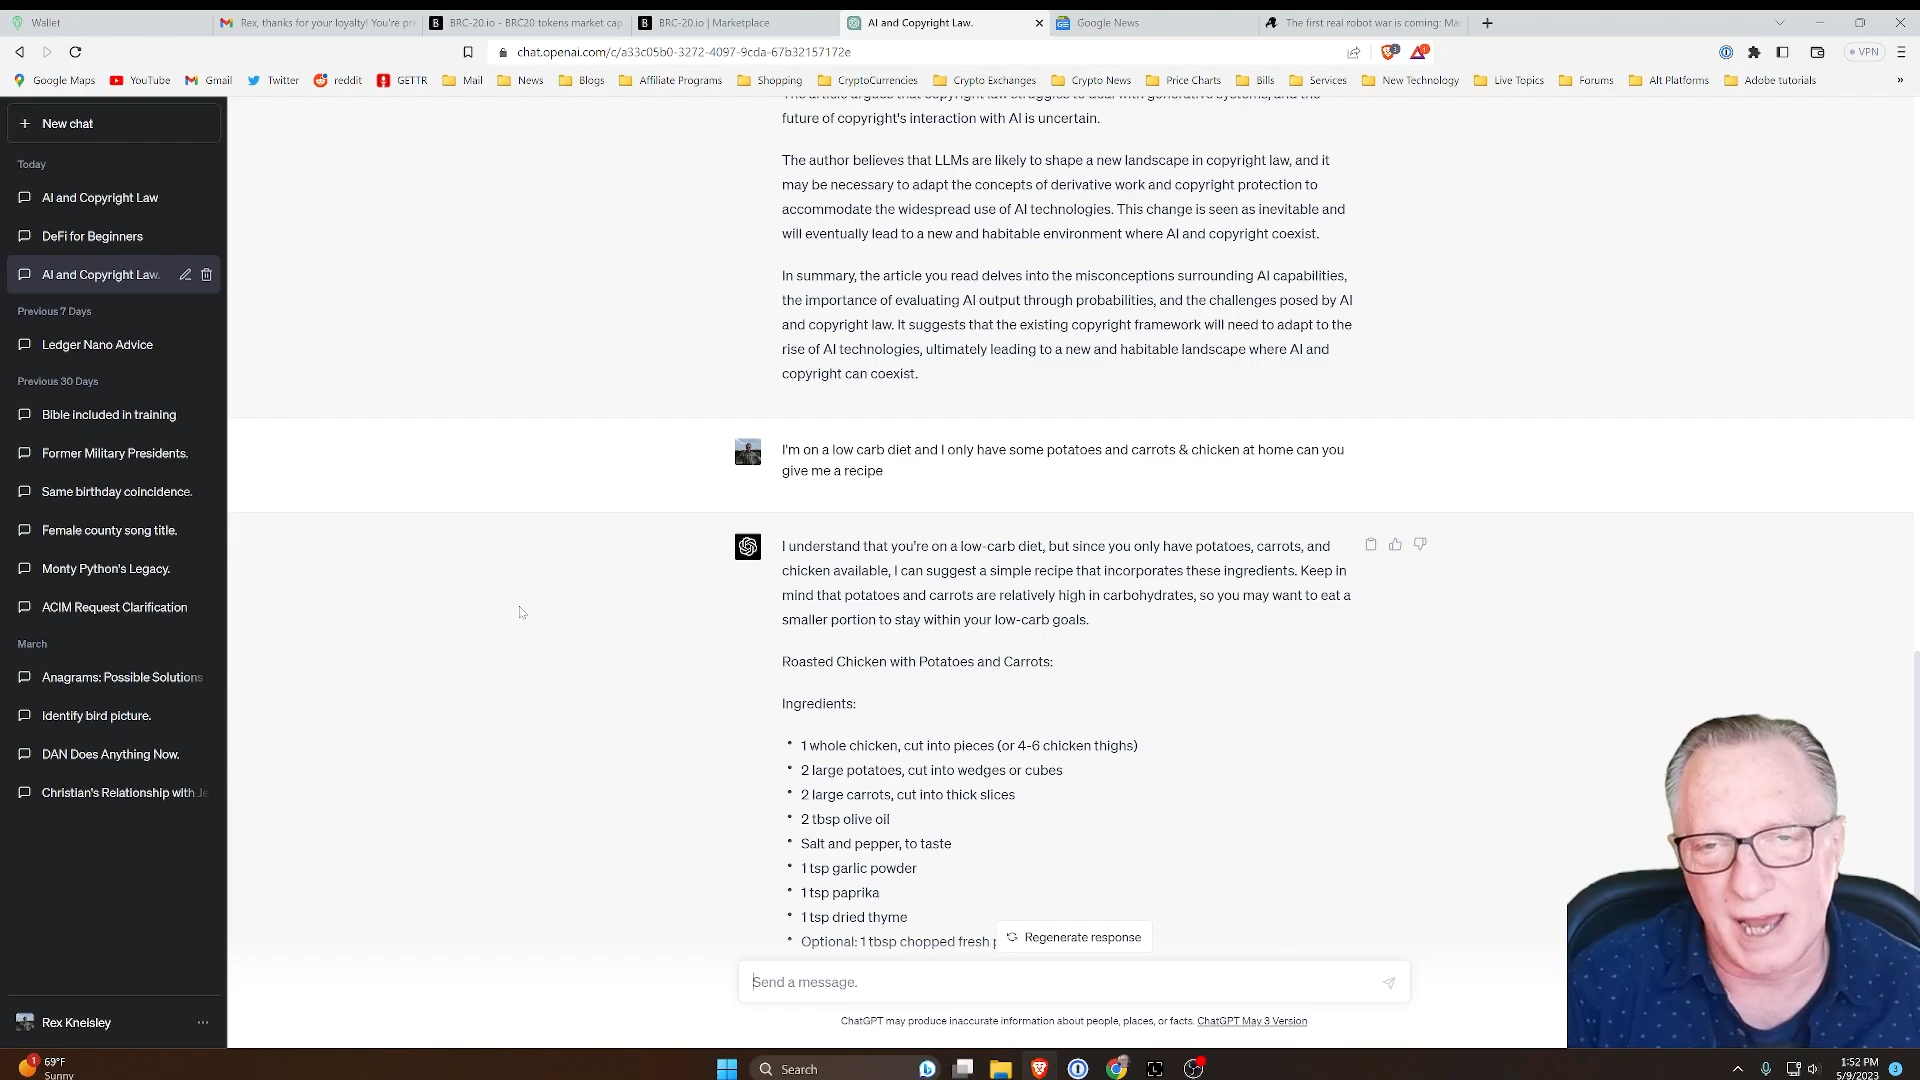 Wallet
Rex, thanks for your loyalty! You're pre
BRC-20.io - BRC20 tokens market cap
BRC-20.io | Marketplace
AI and Copyright Law.
Google News
The first real robot war is coming: Mac
chat.openai.com/c/a33c05b0-3272-4097-9cda-67b32157172e
VPN
Google Maps
YouTube
Gmail
Twitter
reddit
GETTR
Mail
News
Blogs
Affiliate Programs
Shopping
CryptoCurrencies
Crypto Exchanges
Crypto News
Price Charts
Bills
Services
New Technology
Live Topics
Forums
Alt Platforms
Adobe tutorials
New chat
Today
AI and Copyright Law
DeFi for Beginners
AI and Copyright Law.
Previous 7 Days
Ledger Nano Advice
Previous 30 Days
Bible included in training
Former Military Presidents.
Same birthday coincidence.
Female county song title.
Monty Python's Legacy.
ACIM Request Clarification
March
Anagrams: Possible Solutions
Identify bird picture.
DAN Does Anything Now.
Christian's Relationship with Je
Rex Kneisley
The article argues that copyright law struggles to deal with generative systems, and the
future of copyright's interaction with AI is uncertain.
The author believes that LLMs are likely to shape a new landscape in copyright law, and it
may be necessary to adapt the concepts of derivative work and copyright protection to
accommodate the widespread use of AI technologies. This change is seen as inevitable and
will eventually lead to a new and habitable environment where AI and copyright coexist.
In summary, the article you read delves into the misconceptions surrounding AI capabilities,
the importance of evaluating AI output through probabilities, and the challenges posed by AI
and copyright law. It suggests that the existing copyright framework will need to adapt to the
rise of AI technologies, ultimately leading to a new and habitable landscape where AI and
copyright can coexist.
I'm on a low carb diet and I only have some potatoes and carrots & chicken at home can you
give me a recipe
I understand that you're on a low-carb diet, but since you only have potatoes, carrots, and
chicken available, I can suggest a simple recipe that incorporates these ingredients. Keep in
mind that potatoes and carrots are relatively high in carbohydrates, so you may want to eat a
smaller portion to stay within your low-carb goals.
Roasted Chicken with Potatoes and Carrots:
Ingredients:
1 whole chicken, cut into pieces (or 4-6 chicken thighs)
2 large potatoes, cut into wedges or cubes
2 large carrots, cut into thick slices
2 tbsp olive oil
Salt and pepper, to taste
1 tsp garlic powder
1 tsp paprika
1 tsp dried thyme
Optional: 1 tbsp chopped fresh p
Regenerate response
Send a message.
ChatGPT may produce inaccurate information about people, places, or facts. ChatGPT May 3 Version
1
69°F
Sunny
Search
1:52 PM
5/9/2023
3